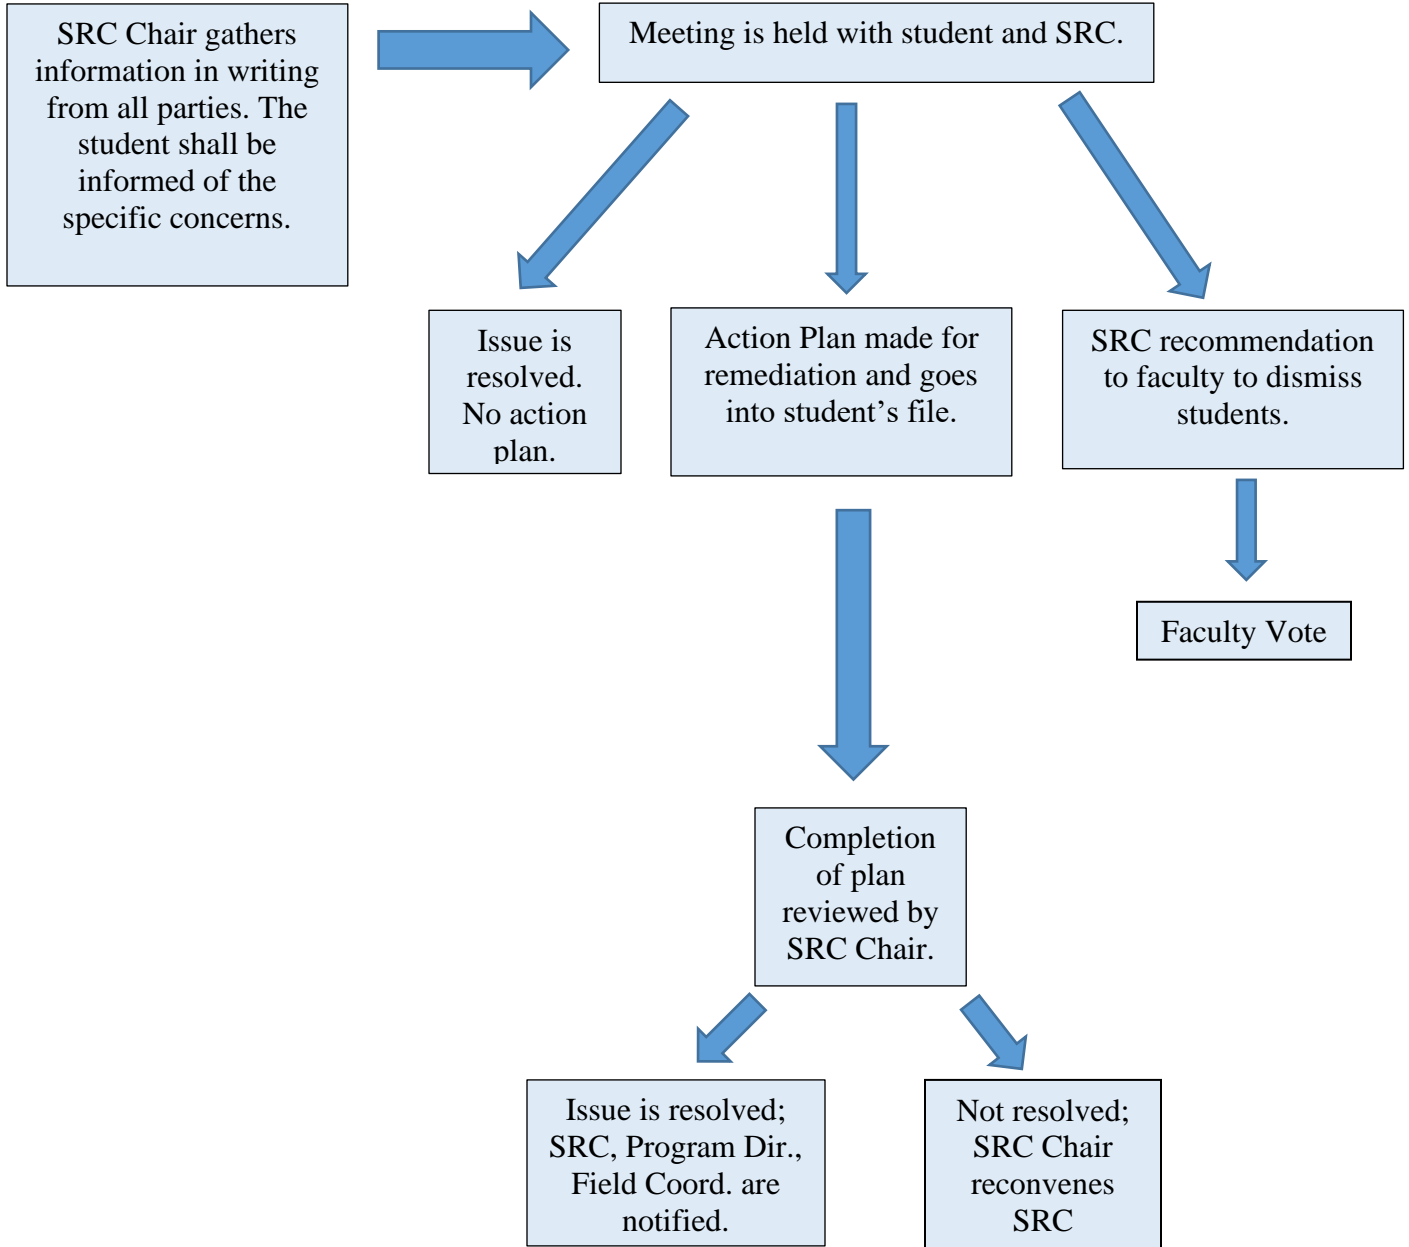 SRC Chair gathers
information in writing
from all parties. The
student shall be
informed of the
specific concerns.
Meeting is held with student and SRC.
Issue is
resolved.
No action
plan.
Action Plan made for
remediation and goes
into student’s file.
SRC recommendation
to faculty to dismiss
students.
Faculty Vote
Completion
of plan
reviewed by
SRC Chair.
Issue is resolved;
SRC, Program Dir.,
Field Coord. are
notified.
Not resolved;
SRC Chair
reconvenes
SRC